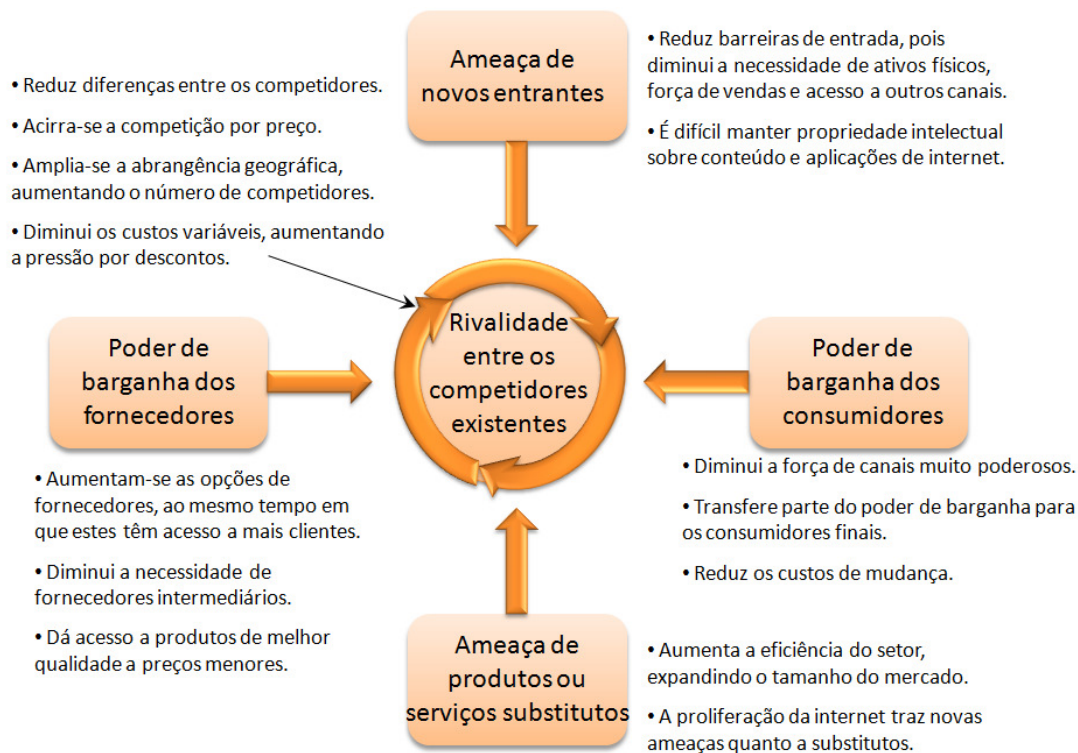 Ameaça de
novos entrantes
• Reduz barreiras de entrada, pois
diminui a necessidade de ativos físicos,
força de vendas e acesso a outros canais.
• É difícil manter propriedade intelectual
sobre conteúdo e aplicações de internet.
• Reduz diferenças entre os competidores.
• Acirra-se a competição por preço.
• Amplia-se a abrangência geográfica,
aumentando o número de competidores.
• Diminui os custos variáveis, aumentando
a pressão por descontos.
Poder de
barganha dos
fornecedores
Rivalidade
entre os
competidores
existentes
Poder de
barganha dos
consumidores
• Aumentam-se as opções de
fornecedores, ao mesmo tempo em
que estes têm acesso a mais clientes.
• Diminui a necessidade de
fornecedores intermediários.
• Dá acesso a produtos de melhor
qualidade a preços menores.
• Diminui a força de canais muito poderosos.
• Transfere parte do poder de barganha para
os consumidores finais.
• Reduz os custos de mudança.
Ameaça de
produtos ou
serviços substitutos
• Aumenta a eficiência do setor,
expandindo o tamanho do mercado.
• A proliferação da internet traz novas
ameaças quanto a substitutos.